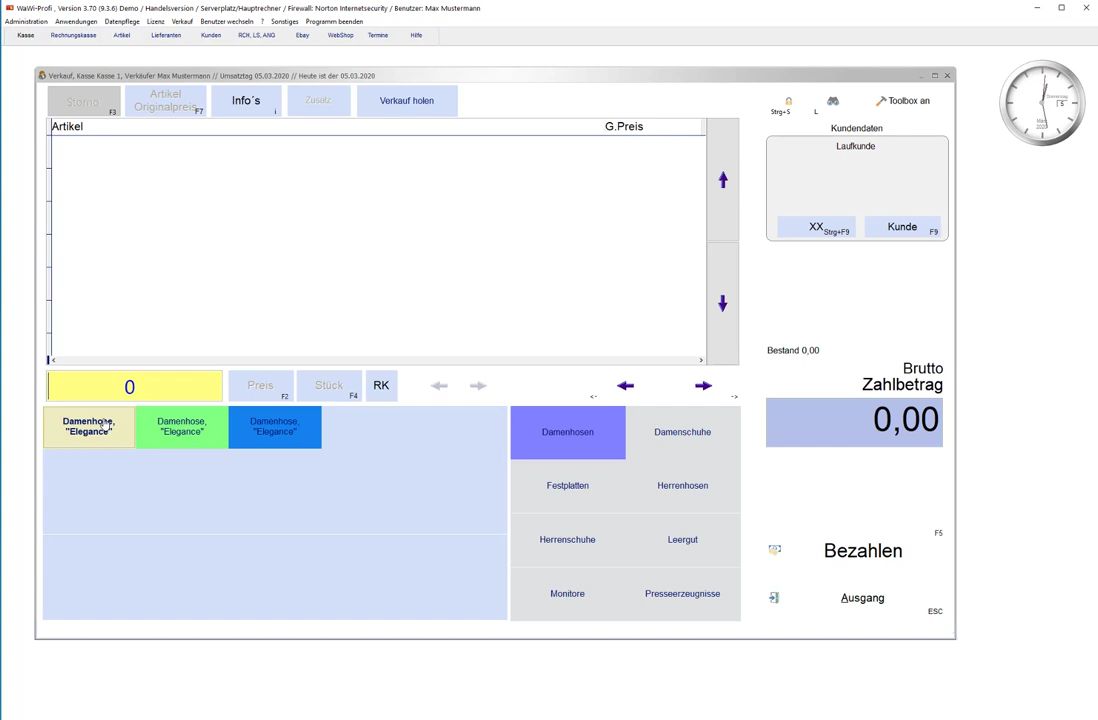 WaWi-Profi , Version 3.70 (9.3.6) Demo / Handelsversion / Serverplatz/Hauptrechner / Firewall: Norton Internetsecurity / Benutzer: Max Mustermann
Administration Anwendungen Datenpflege Lizenz Verkauf Benutzer wechseln ? Sonstiges Programm beenden
Kasse Rechnungskasse Artikel Lieferanten Kunden RCH, LS, ANG Ebay WebShop Termine Hilfe
Verkauf, Kasse Kasse 1, Verkäufer Max Mustermann // Umsatztag 05.03.2020 // Heute ist der 05.03.2020
Storno F3
Artikel
Originalpreis F7
Info´s i
Zusatz
Verkauf holen
Strg+S
L
Toolbox an
Artikel G.Preis
Kundendaten
Laufkunde
XX Strg+F9
Kunde F9
Bestand 0,00
Brutto
Zahlbetrag
0,00
0
Preis F2
Stück F4
RK
<-
->
Damenhose,
"Elegance"
Damenhose,
"Elegance"
Damenhose,
"Elegance"
Damenhosen Damenschuhe
Festplatten Herrenhosen
Herrenschuhe Leergut
Monitore Presseerzeugnisse
F5
Bezahlen
Ausgang
ESC
Donnerstag
5
März
2020